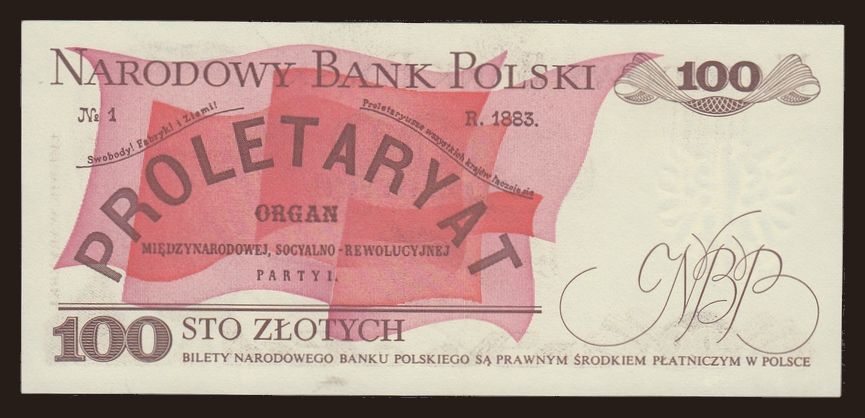 NARODOWY BANK POLSKI
100
№ 1
R. 1883.
Swobody! Fabryk! i Ziemi!
Proletaryusze wszystkich krajów łączcie się
PROLETARYAT
ORGAN
MIĘDZYNARODOWEJ, SOCYALNO-REWOLUCYJNEJ
PARTYI.
NBP
100 STO ZŁOTYCH
BILETY NARODOWEGO BANKU POLSKIEGO SĄ PRAWNYM ŚRODKIEM PŁATNICZYM W POLSCE